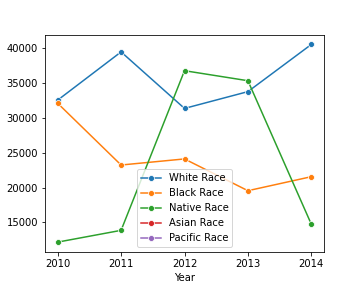 40000
35000
30000
25000
20000
15000
White Race
Black Race
Native Race
Asian Race
Pacific Race
2010 2011 2012 2013 2014
Year